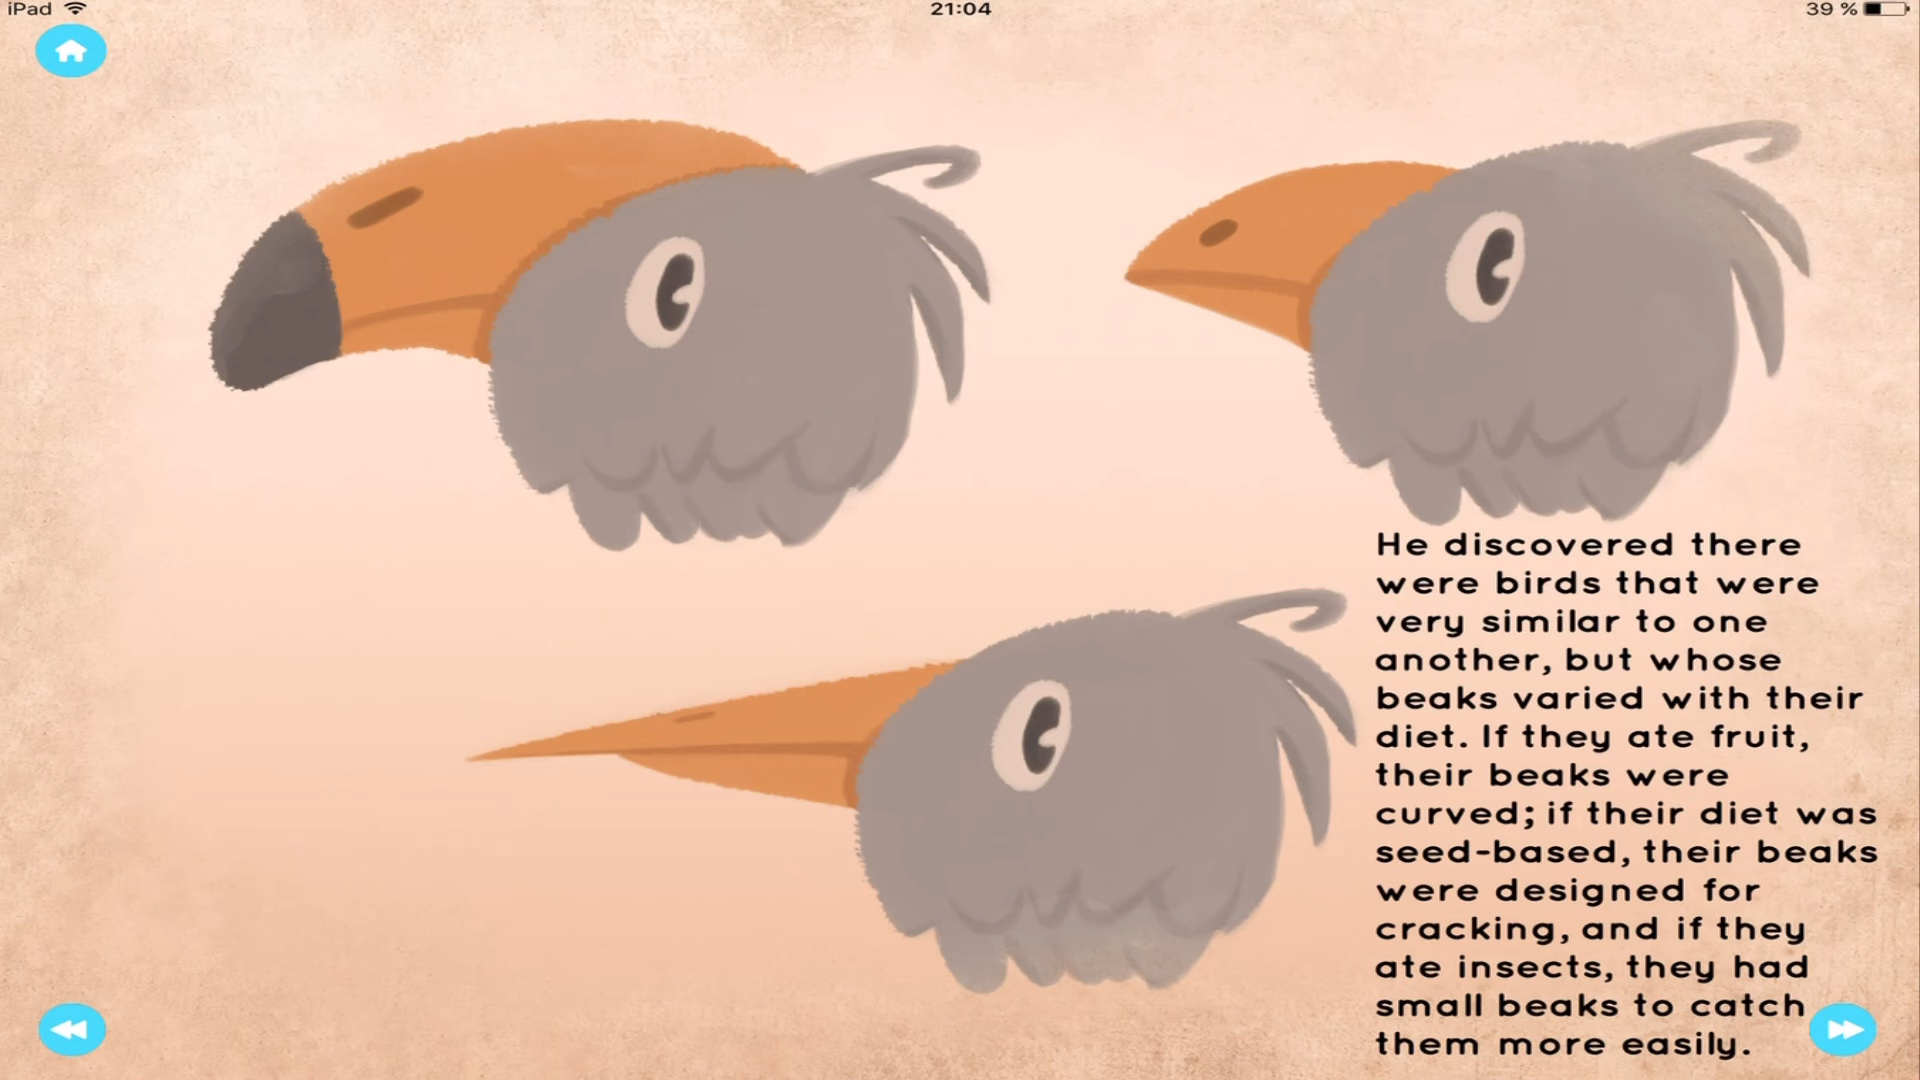 iPad
21:04
39 %
He discovered there
were birds that were
very similar to one
another, but whose
beaks varied with their
diet. If they ate fruit,
their beaks were
curved; if their diet was
seed-based, their beaks
were designed for
cracking, and if they
ate insects, they had
small beaks to catch
them more easily.